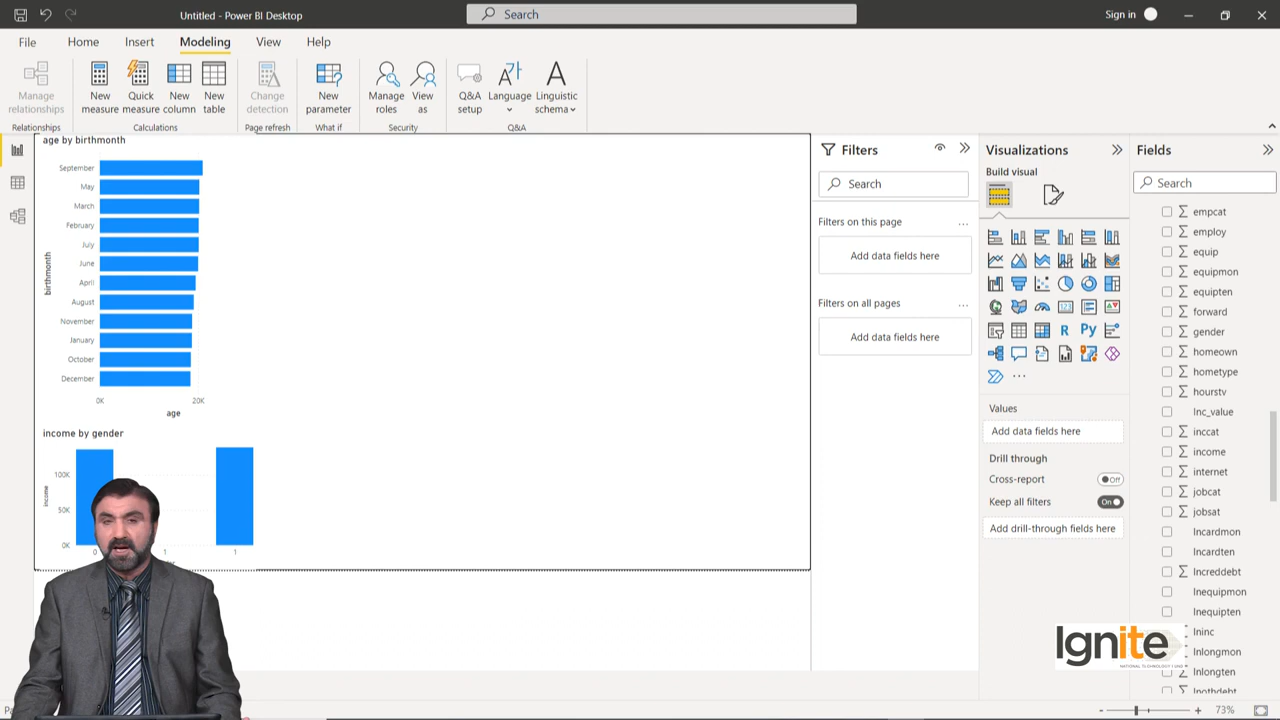 Untitled - Power BI Desktop
Search
Sign in
File
Home
Insert
Modeling
View
Help
Manage relationships
New measure
Quick measure
New column
New table
Change detection
New parameter
Manage roles
View as
Q&A setup
Language
Linguistic schema
Relationships
Calculations
Page refresh
What if
Security
Q&A
age by birthmonth
September
May
March
February
July
June
April
August
November
January
October
December
birthmonth
0K
20K
age
income by gender
100K
50K
0K
income
0
1
1
Filters
Search
Filters on this page
...
Add data fields here
Filters on all pages
...
Add data fields here
Visualizations
Build visual
R
Py
...
Values
Add data fields here
Drill through
Cross-report
Off
Keep all filters
On
Add drill-through fields here
Fields
Search
empcat
employ
equip
equipmon
equipten
forward
gender
homeown
hometype
hourstv
Inc_value
inccat
income
internet
jobcat
jobsat
lncardmon
lncardten
lncreddebt
lnequipmon
lnequipten
lninc
lnlongmon
lnlongten
lnothdebt
Ignite
NATIONAL TECHNOLOGY FUND
73%